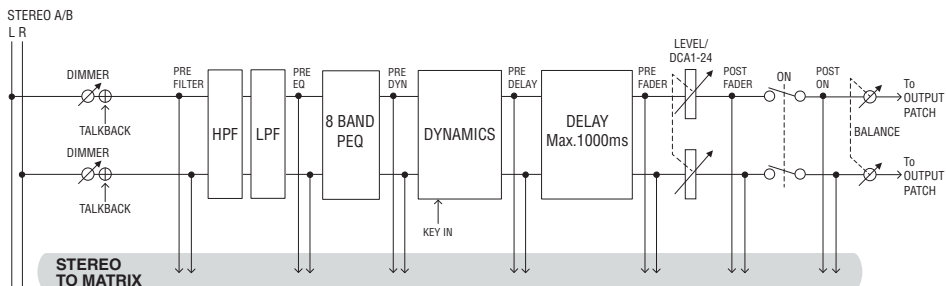 STEREO A/B
L R
DIMMER
TALKBACK
DIMMER
TALKBACK
PRE
FILTER
HPF
LPF
PRE
EQ
8 BAND
PEQ
PRE
DYN
DYNAMICS
KEY IN
PRE
DELAY
DELAY
Max.1000ms
PRE
FADER
LEVEL/
DCA1-24
POST
FADER
ON
POST
ON
BALANCE
To
OUTPUT
PATCH
To
OUTPUT
PATCH
STEREO
TO MATRIX